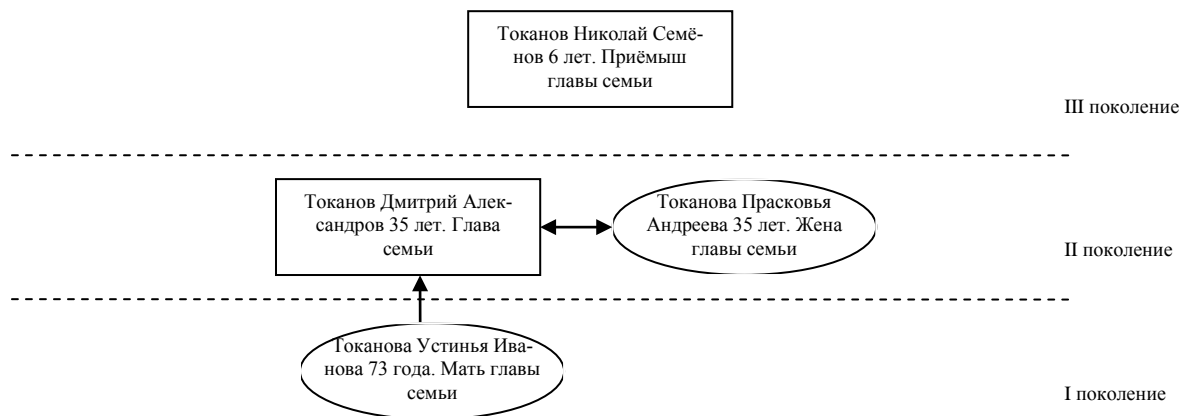 Токанов Николай Семё-
нов 6 лет. Приёмыш
главы семьи
III поколение
Токанов Дмитрий Алек-
сандров 35 лет. Глава
семьи
Токанова Прасковья
Андреева 35 лет. Жена
главы семьи
II поколение
Токанова Устинья Ива-
нова 73 года. Мать главы
семьи
I поколение